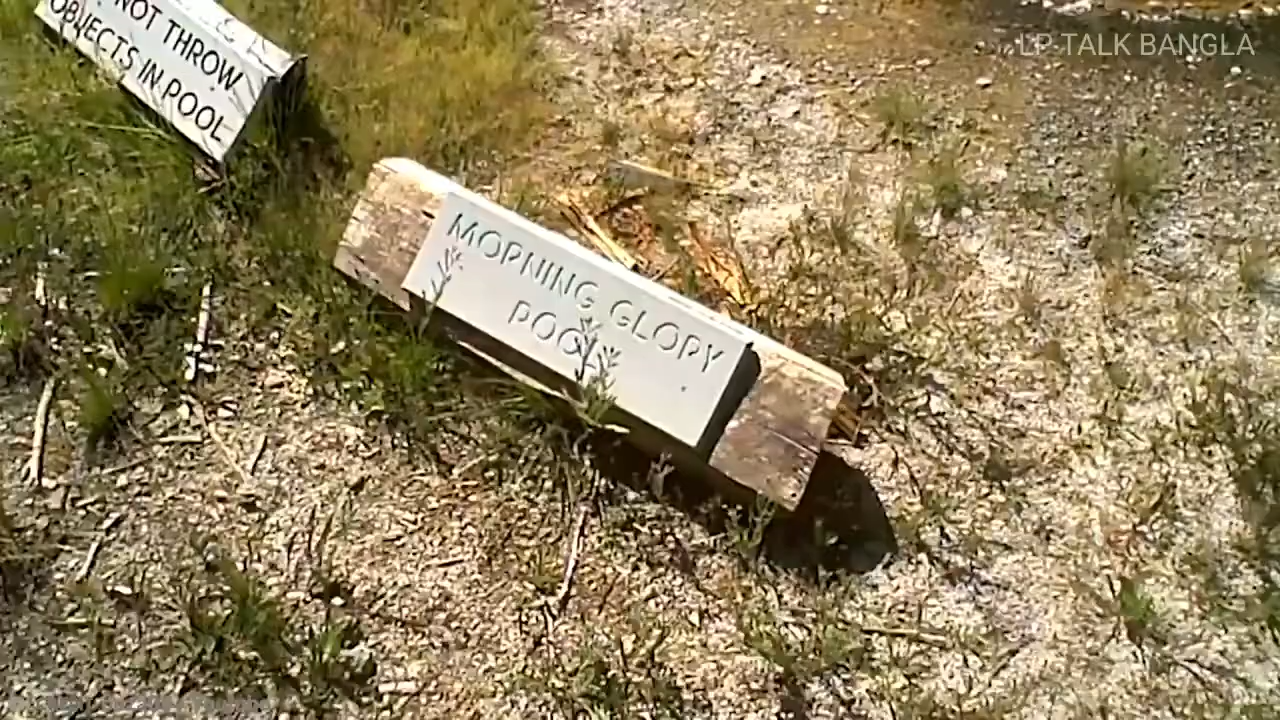 NOT THROW
OBJECTS IN POOL
MORNING GLORY
POOL
LP TALK BANGLA